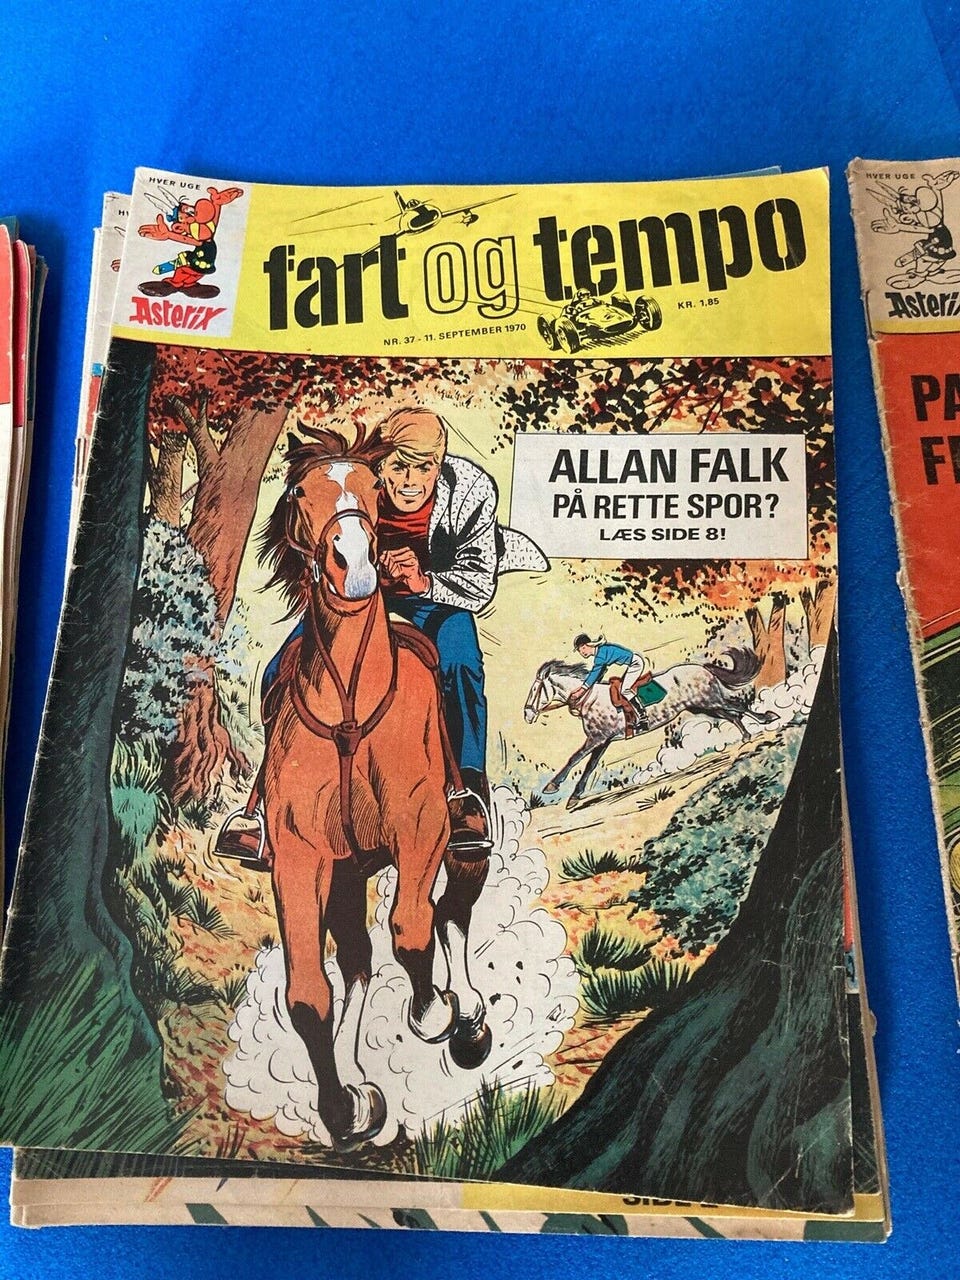 HVER UGE
Asterix
fart og tempo
NR. 37 - 11. SEPTEMBER 1970
KR. 1,85
ALLAN FALK
PÅ RETTE SPOR?
LÆS SIDE 8!
HVER UGE
Asterix
PA